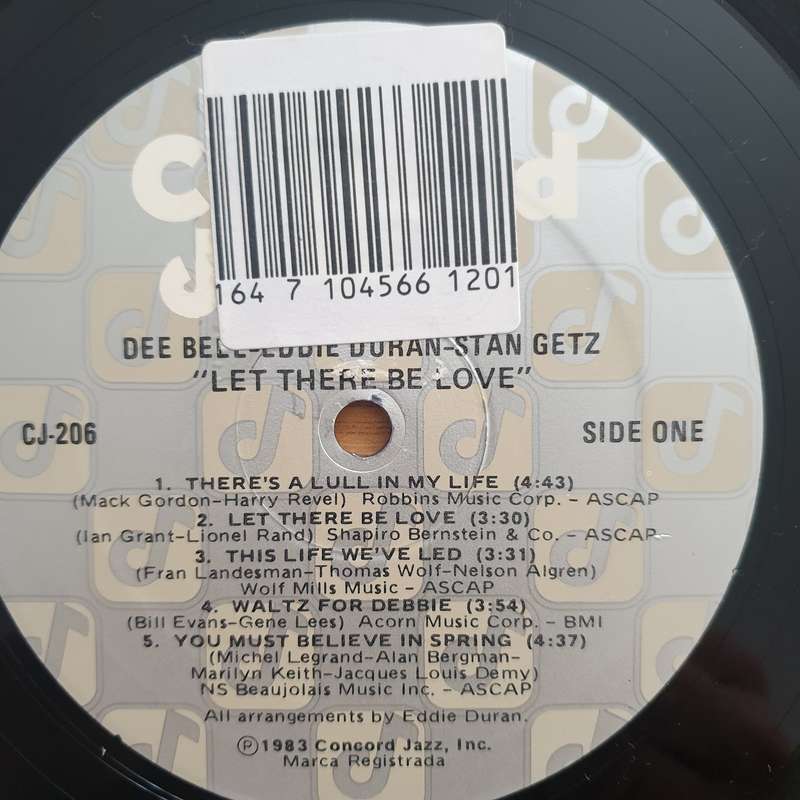 C d
J
164 7 104566 1201
DEE BELL-EDDIE DURAN-STAN GETZ
"LET THERE BE LOVE"
CJ-206
SIDE ONE
1. THERE'S A LULL IN MY LIFE (4:43)
(Mack Gordon-Harry Revel) Robbins Music Corp. - ASCAP
2. LET THERE BE LOVE (3:30)
(Ian Grant-Lionel Rand) Shapiro Bernstein & Co. - ASCAP
3. THIS LIFE WE'VE LED (3:31)
(Fran Landesman-Thomas Wolf-Nelson Algren)
Wolf Mills Music - ASCAP
4. WALTZ FOR DEBBIE (3:54)
(Bill Evans-Gene Lees) Acorn Music Corp. - BMI
5. YOU MUST BELIEVE IN SPRING (4:37)
(Michel Legrand-Alan Bergman-
Marilyn Keith-Jacques Louis Demy)
NS Beaujolais Music Inc. - ASCAP
All arrangements by Eddie Duran.
Ⓟ1983 Concord Jazz, Inc.
Marca Registrada